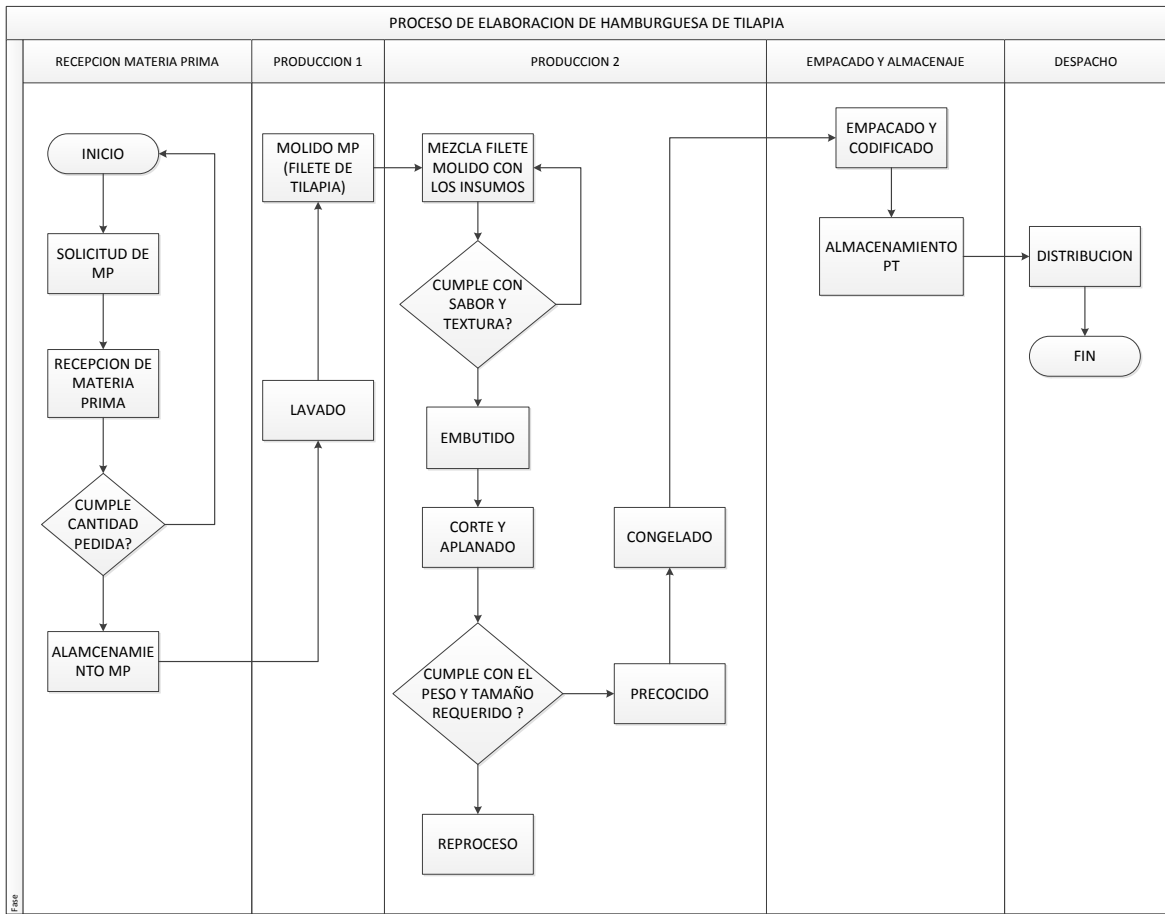 PROCESO DE ELABORACION DE HAMBURGUESA DE TILAPIA
RECEPCION MATERIA PRIMA
PRODUCCION 1
PRODUCCION 2
EMPACADO Y ALMACENAJE
DESPACHO
INICIO
SOLICITUD DE
MP
RECEPCION DE
MATERIA
PRIMA
CUMPLE
CANTIDAD
PEDIDA?
ALAMCENAMIE
NTO MP
MOLIDO MP
(FILETE DE
TILAPIA)
LAVADO
MEZCLA FILETE
MOLIDO CON
LOS INSUMOS
CUMPLE CON
SABOR Y
TEXTURA?
EMBUTIDO
CORTE Y
APLANADO
CUMPLE CON EL
PESO Y TAMAÑO
REQUERIDO ?
REPROCESO
PRECOCIDO
CONGELADO
EMPACADO Y
CODIFICADO
ALMACENAMIENTO
PT
DISTRIBUCION
FIN
Fase